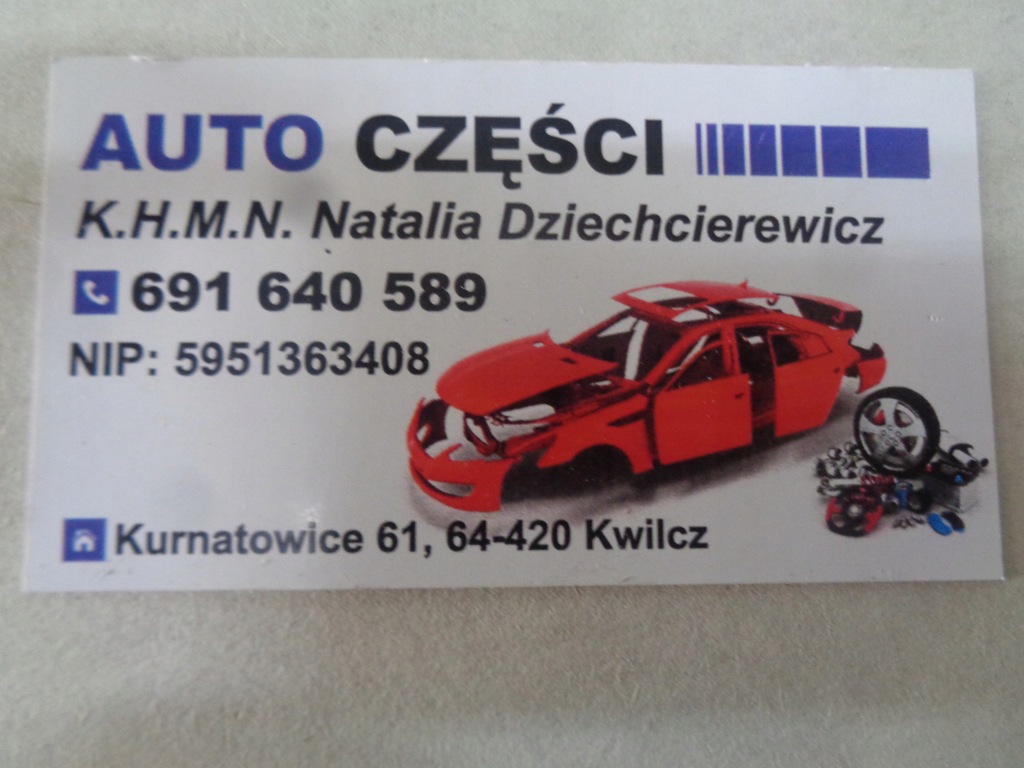 AUTO CZĘŚCI
K.H.M.N. Natalia Dziechcierewicz
691 640 589
NIP: 5951363408
Kurnatowice 61, 64-420 Kwilcz